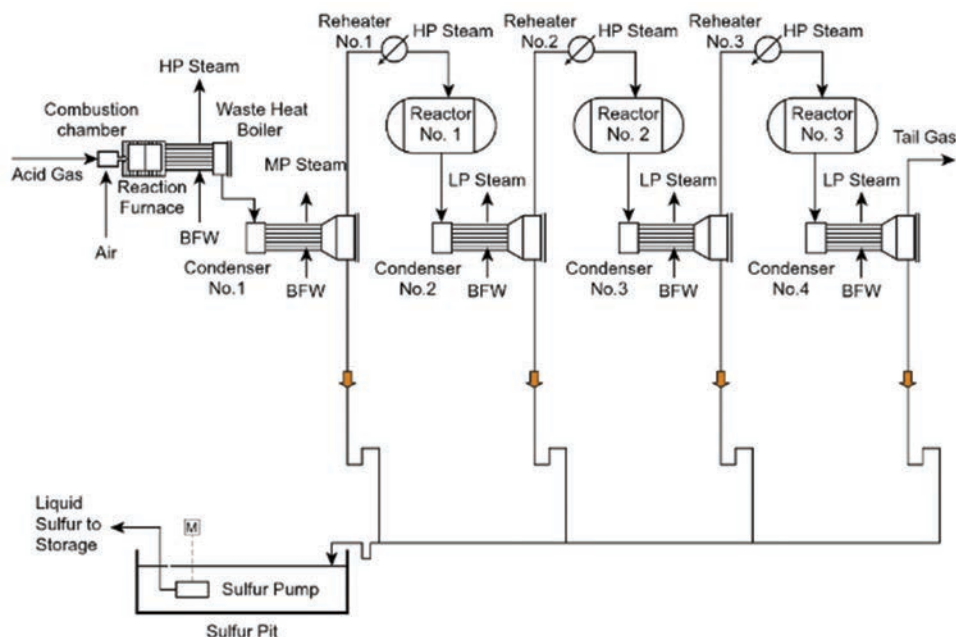 Reheater
No.1
HP Steam
Reheater
No.2
HP Steam
Reheater
No.3
HP Steam
HP Steam
Combustion
chamber
Waste Heat
Boiler
Reactor
No. 1
Reactor
No. 2
Reactor
No. 3
Tail Gas
MP Steam
LP Steam
LP Steam
LP Steam
Acid Gas
Reaction
Furnace
Air
BFW
Condenser
No.1
BFW
Condenser
No.2
BFW
Condenser
No.3
BFW
Condenser
No.4
BFW
Liquid
Sulfur to
Storage
M
Sulfur Pump
Sulfur Pit